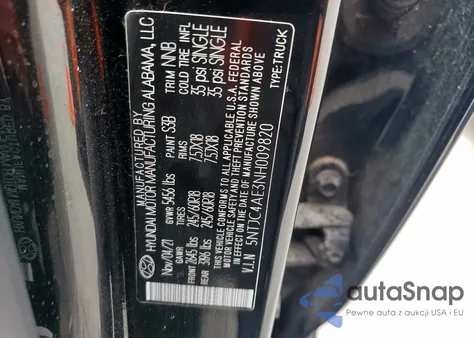 MANUFACTURED BY
HYUNDAI MOTOR MANUFACTURING ALABAMA, LLC
Nov/04/21 GVWR 5456 lbs PAINT S3B TRIM NNB
GAWR TIRES RIMS COLD TIRE INFL
FRONT 2645 lbs 245/60R18 7.5JX18 35 psi SINGLE
REAR 3086 lbs 245/60R18 7.5JX18 35 psi SINGLE
THIS VEHICLE CONFORMS TO ALL APPLICABLE U.S.A. FEDERAL
MOTOR VEHICLE SAFETY AND THEFT PREVENTION STANDARDS
IN EFFECT ON THE DATE OF MANUFACTURE SHOWN ABOVE
V.I.N 5NTJC4AE3NH009820 TYPE:TRUCK
autoSnap
Pewne auta z aukcji USA i EU